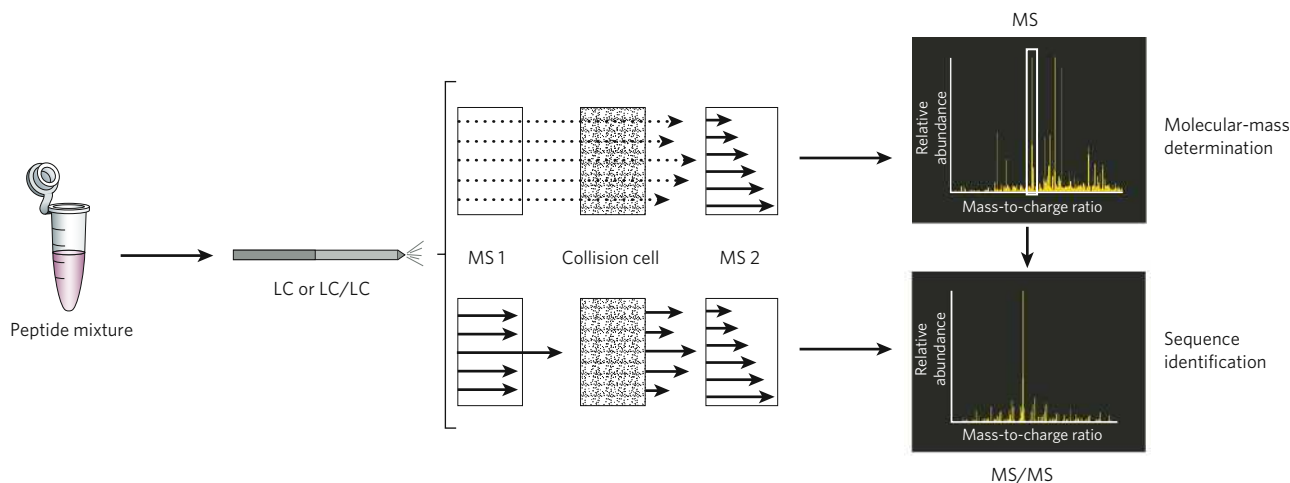 MS
Relative
abundance
Mass-to-charge ratio
Molecular-mass
determination
Peptide mixture
LC or LC/LC
MS 1
Collision cell
MS 2
Relative
abundance
Mass-to-charge ratio
Sequence
identification
MS/MS